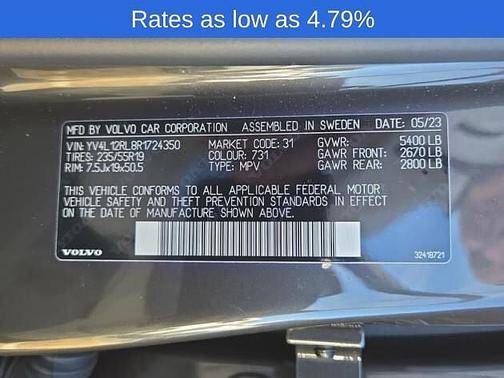 Rates as low as 4.79%
MFD. BY VOLVO CAR CORPORATION ASSEMBLED IN SWEDEN DATE: 05/23
VIN: YV4L12RL8R1724350 MARKET CODE: 31 GVWR: 5400 LB
TIRES: 235/55R19 COLOUR: 731 GAWR FRONT: 2670 LB
RIM: 7.5Jx19x50.5 TYPE: MPV GAWR REAR: 2800 LB
THIS VEHICLE CONFORMS TO ALL APPLICABLE FEDERAL MOTOR
VEHICLE SAFETY AND THEFT PREVENTION STANDARDS IN EFFECT
ON THE DATE OF MANUFACTURE SHOWN ABOVE.
VOLVO 32418721